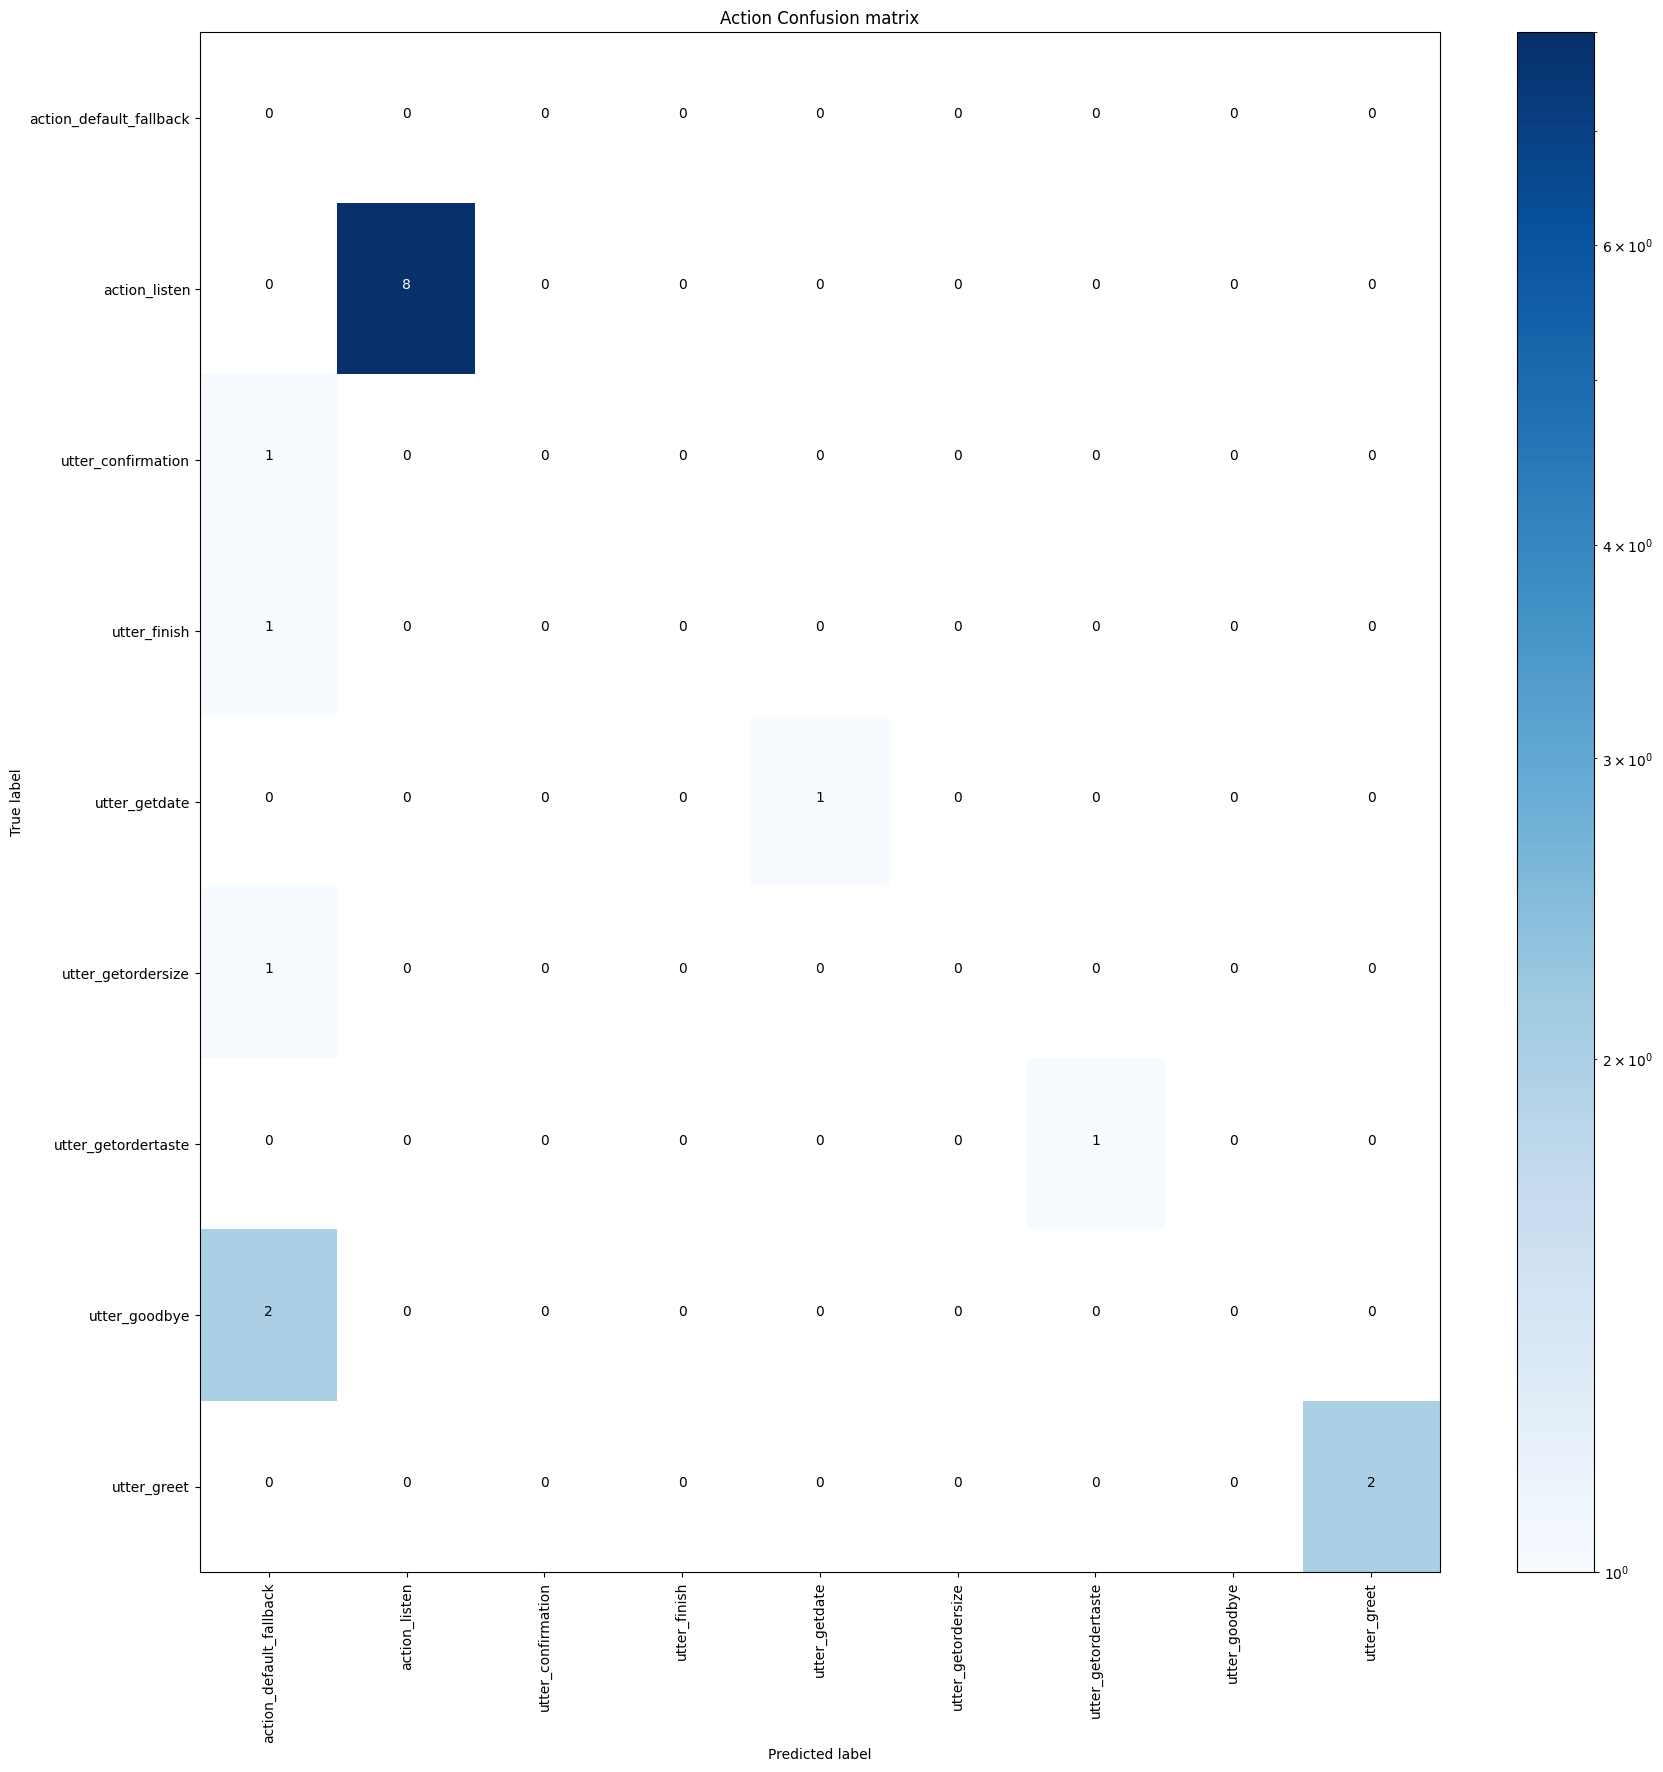 Action Confusion matrix
action_default_fallback 0 0 0 0 0 0 0 0 0
action_listen 0 8 0 0 0 0 0 0 0
utter_confirmation 1 0 0 0 0 0 0 0 0
utter_finish 1 0 0 0 0 0 0 0 0
utter_getdate 0 0 0 0 1 0 0 0 0
utter_getordersize 1 0 0 0 0 0 0 0 0
utter_getordertaste 0 0 0 0 0 0 1 0 0
utter_goodbye 2 0 0 0 0 0 0 0 0
utter_greet 0 0 0 0 0 0 0 0 2
True label
action_default_fallback
action_listen
utter_confirmation
utter_finish
utter_getdate
utter_getordersize
utter_getordertaste
utter_goodbye
utter_greet
Predicted label
6 × 10⁰
4 × 10⁰
3 × 10⁰
2 × 10⁰
10⁰